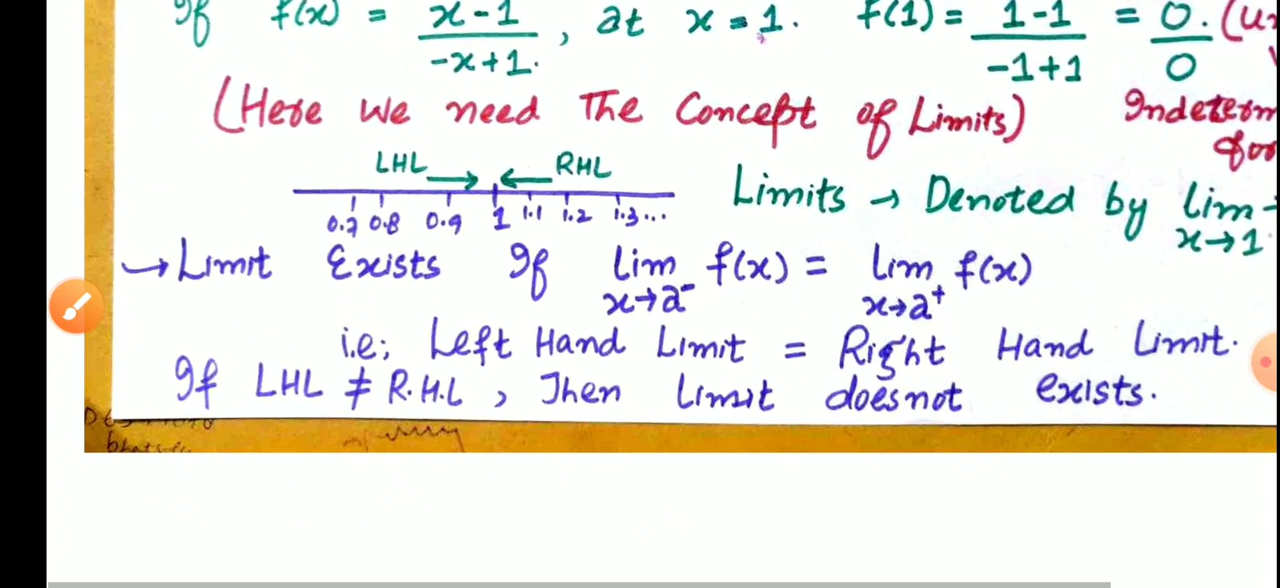 If f(x) = x-1 / -x+1, at x = 1. f(1) = 1-1 / -1+1 = 0/0.
(Here we need The Concept of Limits)
LHL → ← RHL
0.7 0.8 0.9 1 1.1 1.2 1.3...
Limits → Denoted by lim x→1
→ Limit Exists If lim x→a⁻ f(x) = lim x→a⁺ f(x)
i.e; Left Hand Limit = Right Hand Limit.
If LHL ≠ R.H.L, Then Limit doesnot exists.